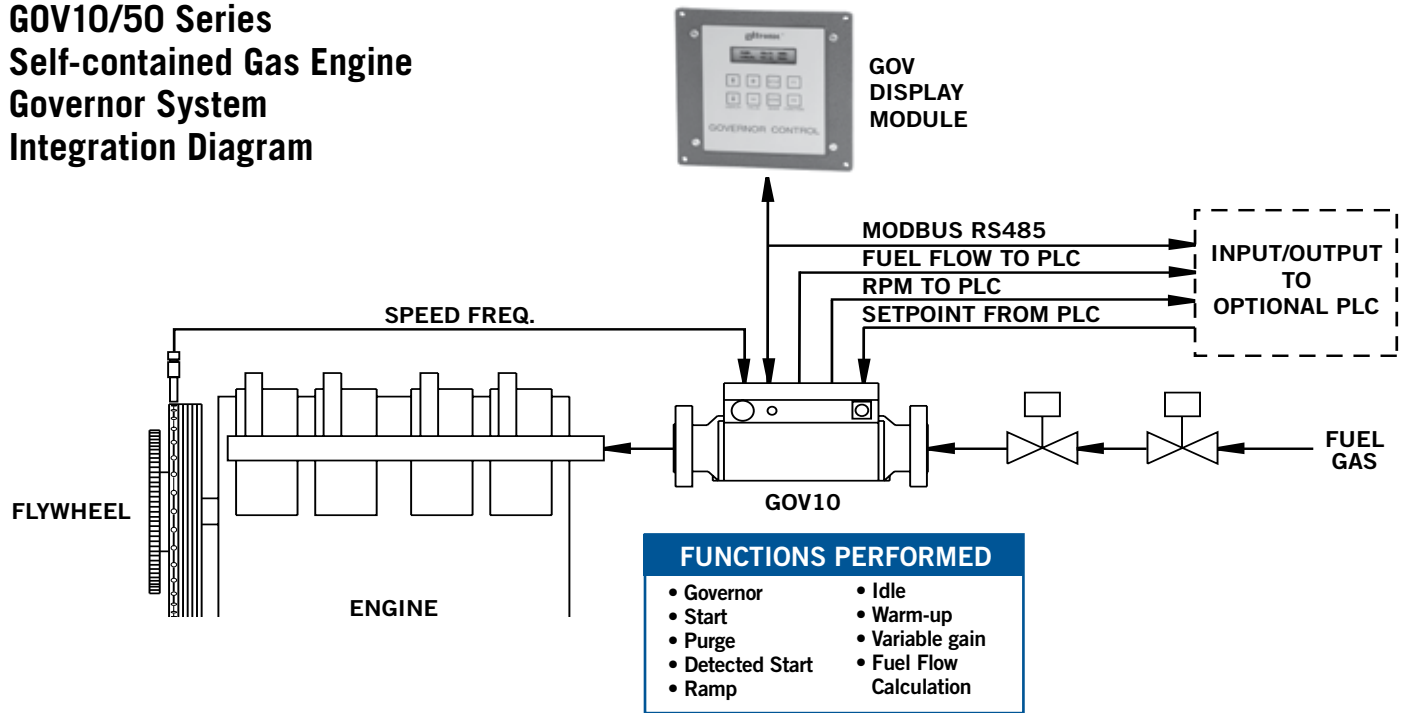 GOV10/50 Series
Self-contained Gas Engine
Governor System
Integration Diagram
altronic
GOVERNOR CONTROL
GOV
DISPLAY
MODULE
MODBUS RS485
FUEL FLOW TO PLC
RPM TO PLC
SETPOINT FROM PLC
INPUT/OUTPUT
TO
OPTIONAL PLC
SPEED FREQ.
FUEL
GAS
GOV10
FLYWHEEL
ENGINE
FUNCTIONS PERFORMED
• Governor
• Start
• Purge
• Detected Start
• Ramp
• Idle
• Warm-up
• Variable gain
• Fuel Flow
Calculation